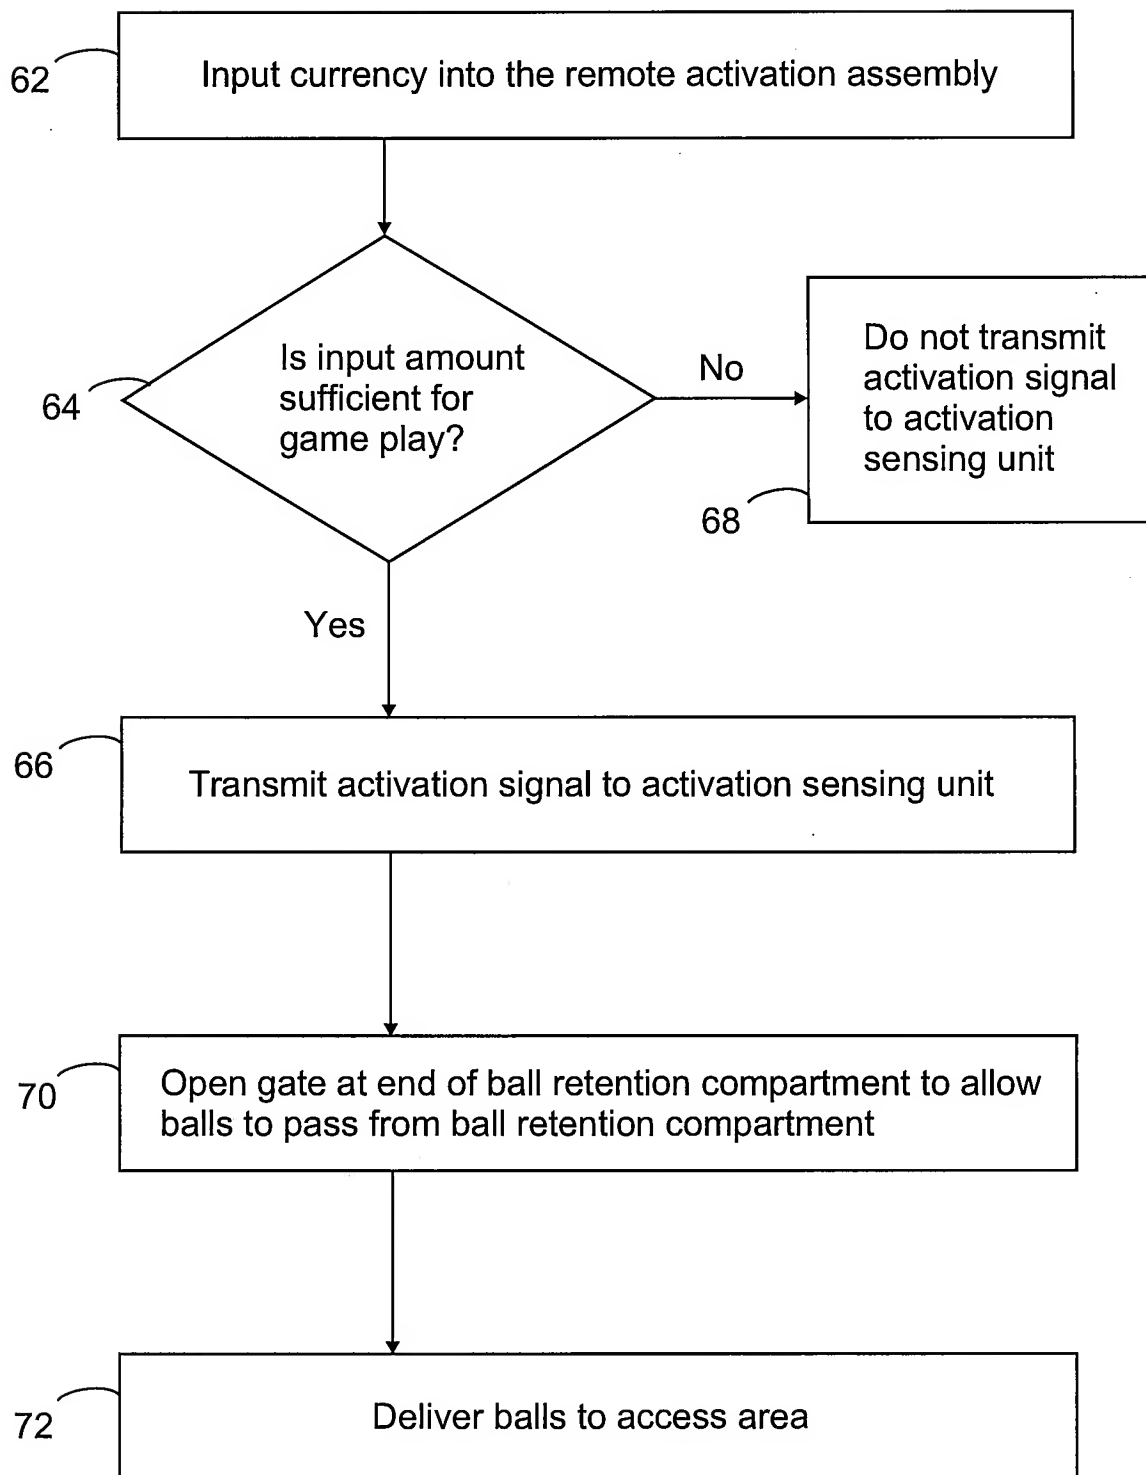 62
Input currency into the remote activation assembly
64
Is input amount
sufficient for
game play?
No
Do not transmit
activation signal
to activation
sensing unit
68
Yes
66
Transmit activation signal to activation sensing unit
70
Open gate at end of ball retention compartment to allow
balls to pass from ball retention compartment
72
Deliver balls to access area